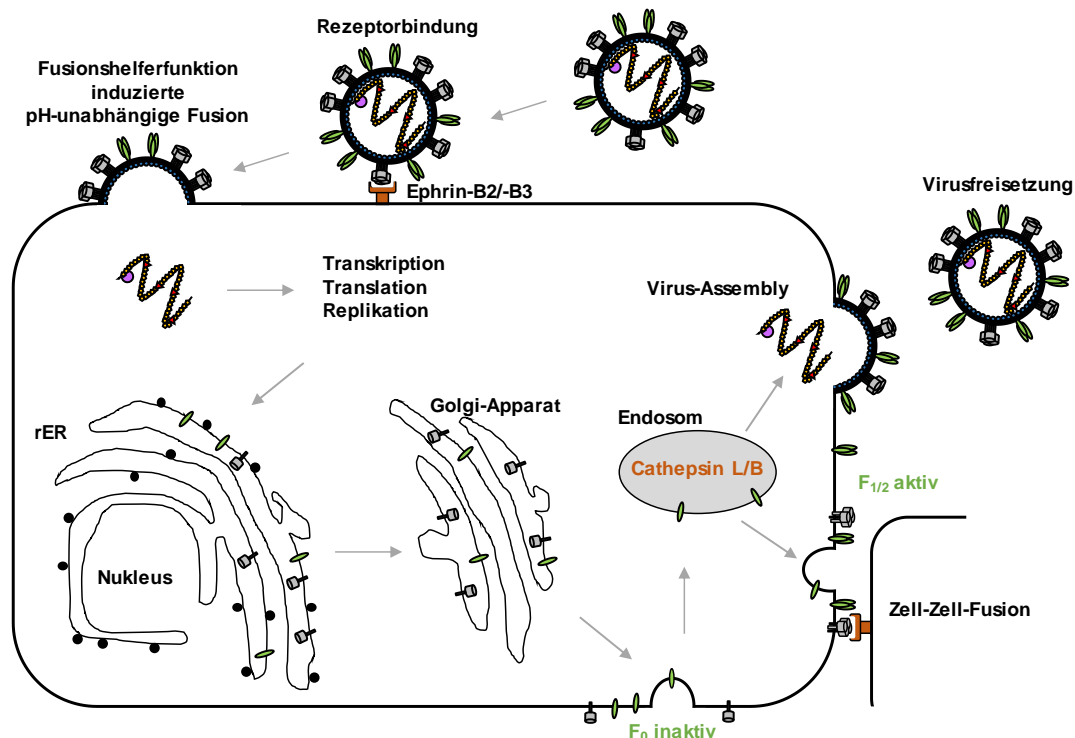 Rezeptorbindung
Fusionshelferfunktion
induzierte
pH-unabhängige Fusion
Ephrin-B2/-B3
Virusfreisetzung
Transkription
Translation
Replikation
Virus-Assembly
rER
Golgi-Apparat
Endosom
Cathepsin L/B
F1/2 aktiv
Nukleus
Zell-Zell-Fusion
F0 inaktiv